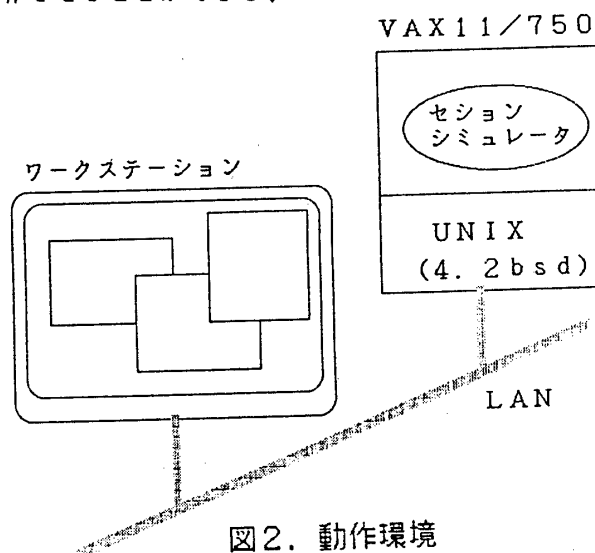 VAX11/750
セション
シミュレータ
ワークステーション
UNIX
(4.2bsd)
LAN
図2.動作環境